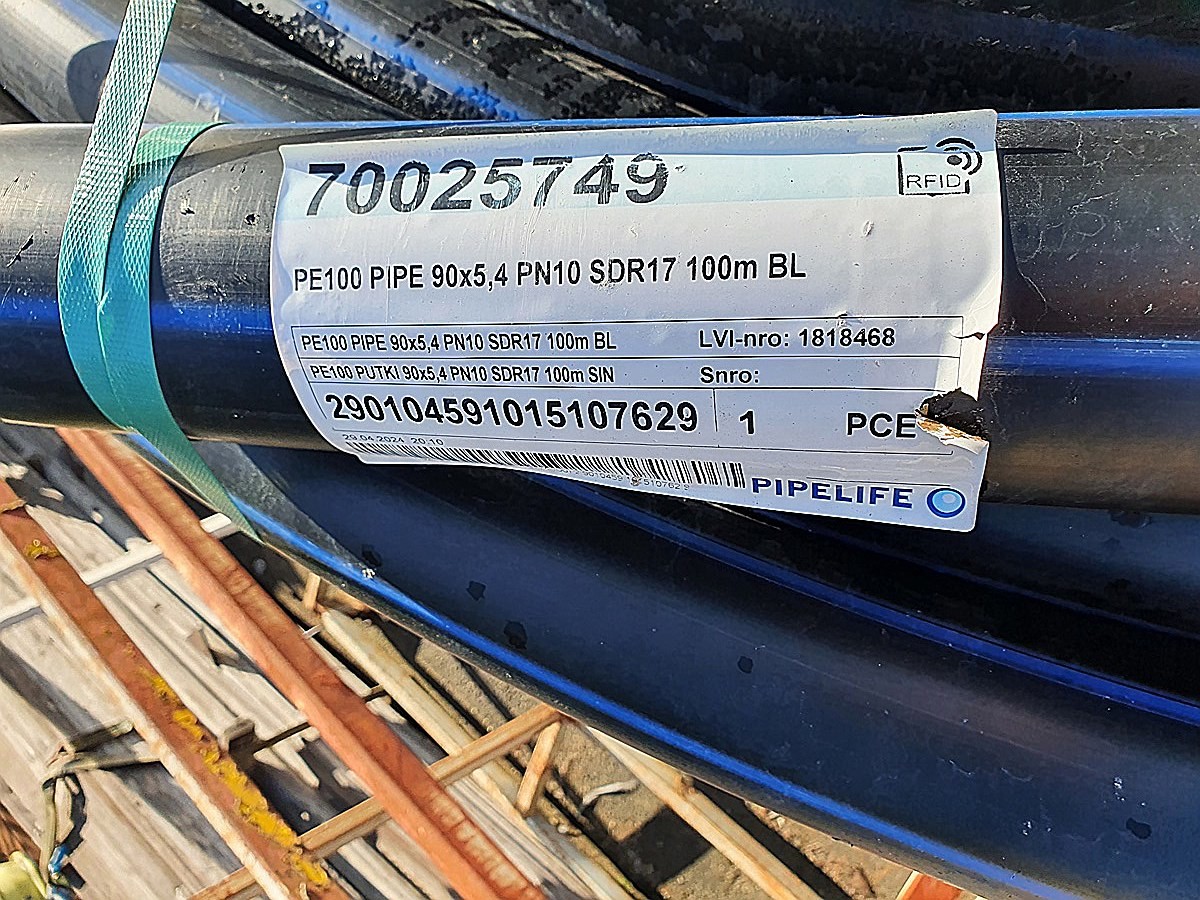 70025749
RFID
PE100 PIPE 90x5,4 PN10 SDR17 100m BL
PE100 PIPE 90x5,4 PN10 SDR17 100m BL LVI-nro: 1818468
PE100 PUTKI 90x5,4 PN10 SDR17 100m SIN Snro:
290104591015107629 1 PCE
29.04.2024 20.10
PIPELIFE